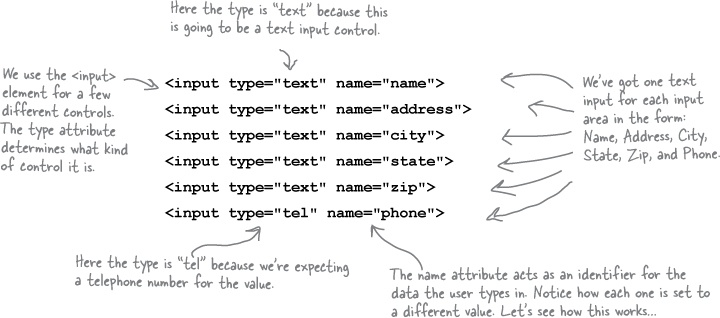 Here the type is “text” because this
is going to be a text input control.
We use the <input>
element for a few
different controls.
The type attribute
determines what kind
of control it is.
<input type="text" name="name">
<input type="text" name="address">
<input type="text" name="city">
<input type="text" name="state">
<input type="text" name="zip">
<input type="tel" name="phone">
We’ve got one text
input for each input
area in the form:
Name, Address, City,
State, Zip, and Phone.
Here the type is “tel” because we’re expecting
a telephone number for the value.
The name attribute acts as an identifier for the
data the user types in. Notice how each one is set to
a different value. Let’s see how this works...